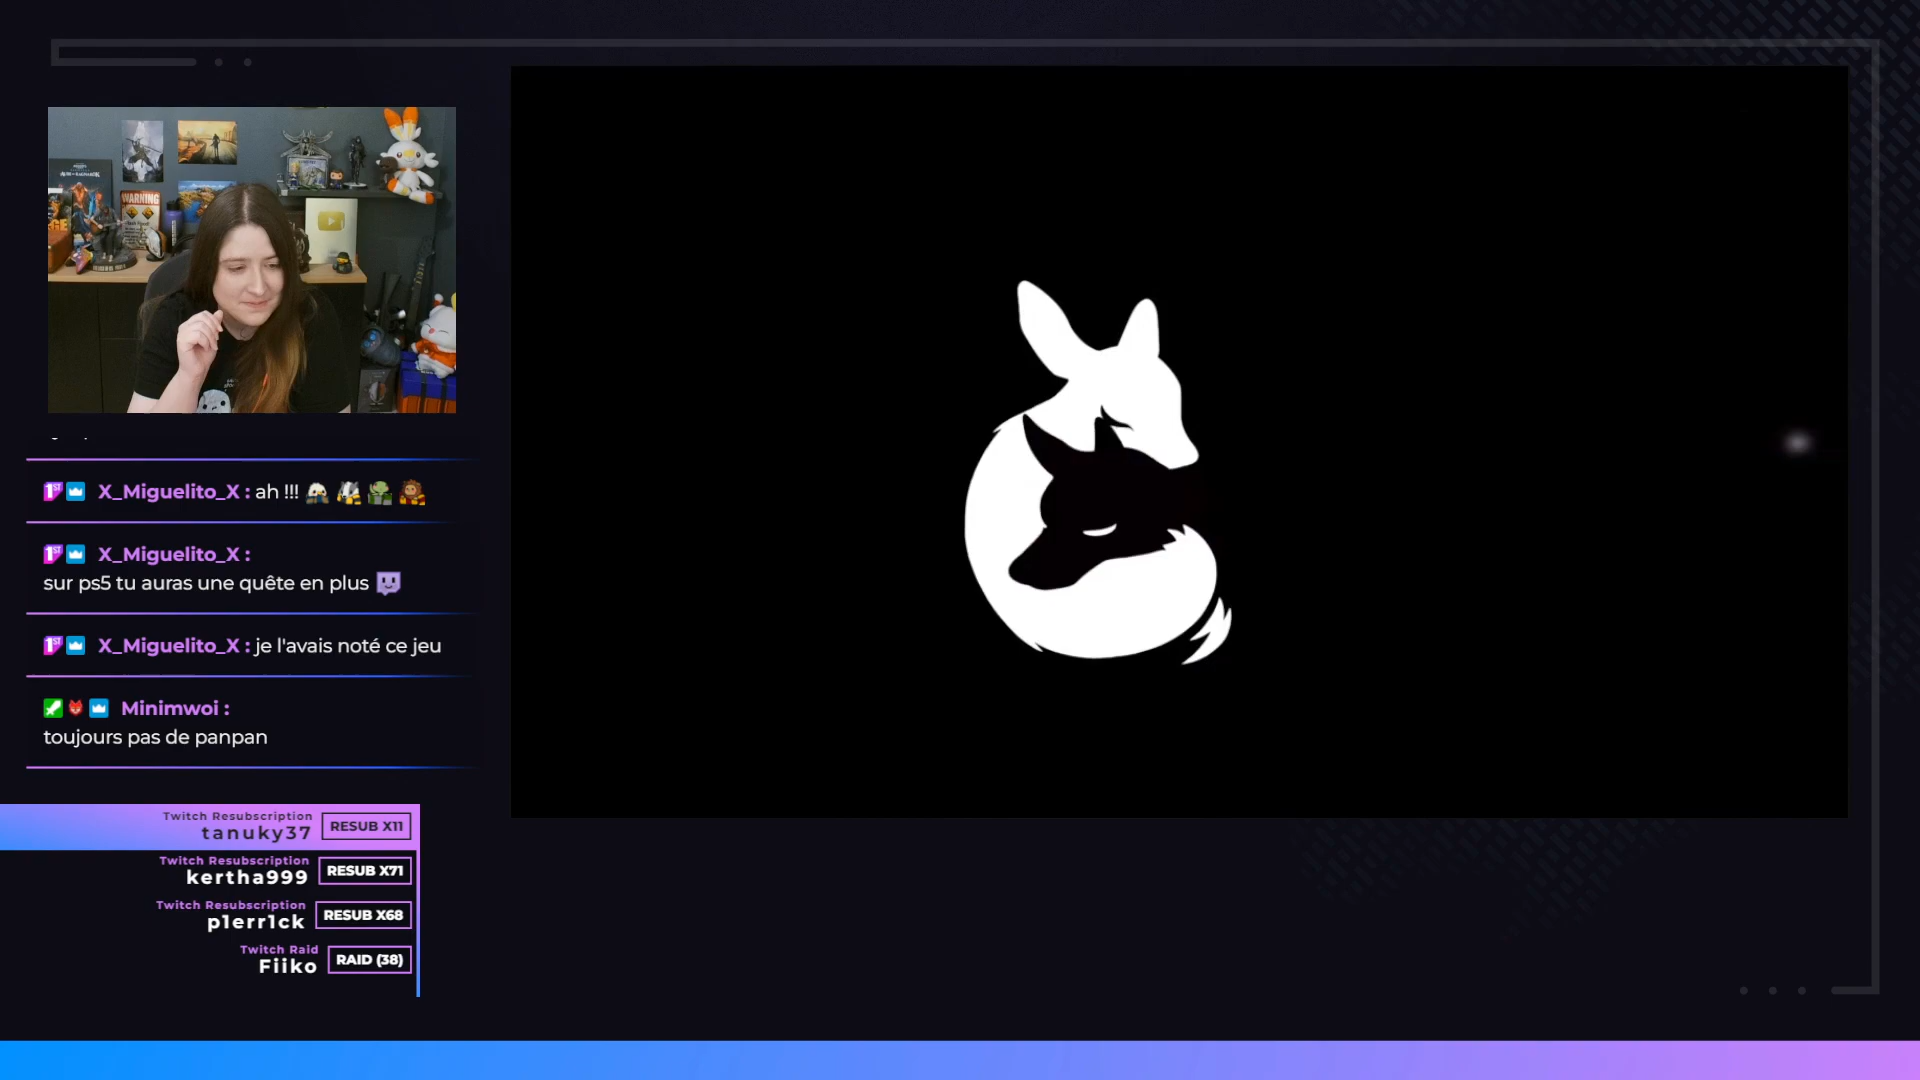 WARNING
X_Miguelito_X : ah !!!
X_Miguelito_X :
sur ps5 tu auras une quête en plus
X_Miguelito_X : je l'avais noté ce jeu
Minimwoi :
toujours pas de panpan
Twitch Resubscription
tanuky37 RESUB X11
Twitch Resubscription
kertha999 RESUB X71
Twitch Resubscription
p1err1ck RESUB X68
Twitch Raid
Fiiko RAID (38)